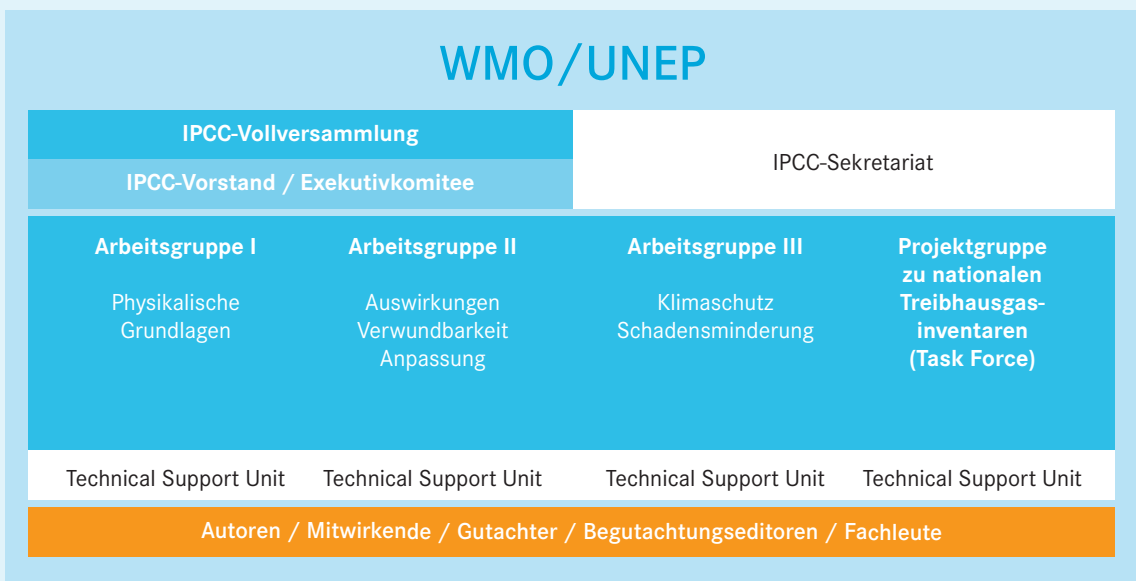 WMO/UNEP
IPCC-Vollversammlung
IPCC-Vorstand / Exekutivkomitee
IPCC-Sekretariat
Arbeitsgruppe I
Physikalische
Grundlagen
Arbeitsgruppe II
Auswirkungen
Verwundbarkeit
Anpassung
Arbeitsgruppe III
Klimaschutz
Schadensminderung
Projektgruppe
zu nationalen
Treibhausgas-
inventaren
(Task Force)
Technical Support Unit
Technical Support Unit
Technical Support Unit
Technical Support Unit
Autoren / Mitwirkende / Gutachter / Begutachtungseditoren / Fachleute